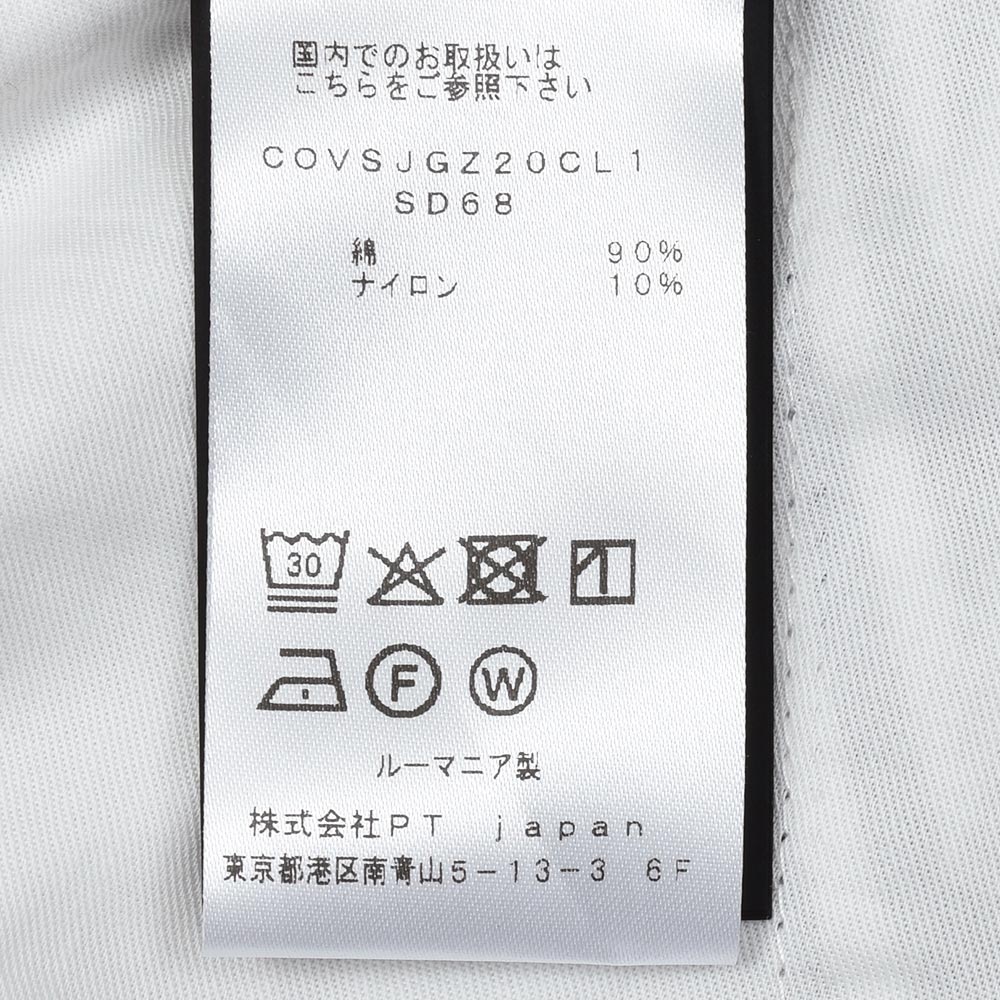 国内でのお取扱いは
こちらをご参照下さい
COVSJGZ20CL1
SD68
綿 90%
ナイロン 10%
30
F W
ルーマニア製
株式会社PT japan
東京都港区南青山5-13-3 6F